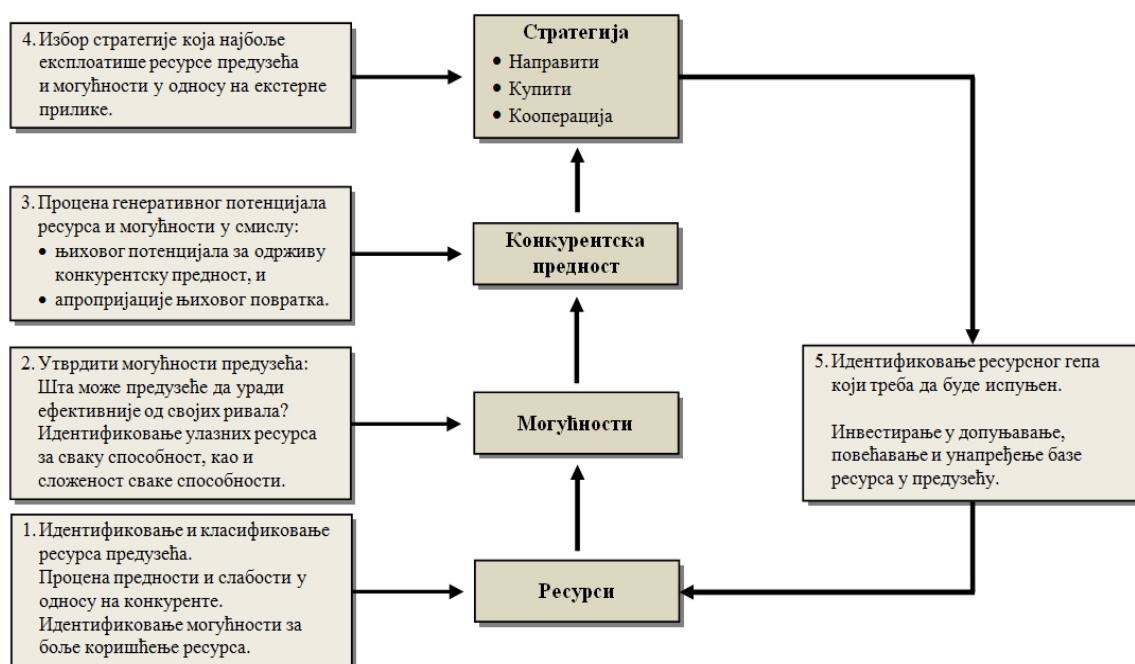 4. Избор стратегије која најбоље
експлоатише ресурсе предузећа
и могућности у односу на екстерне
прилике.
Стратегија
• Направити
• Купити
• Кооперација
3. Процена генеративног потенцијала
ресурса и могућности у смислу:
• њиховог потенцијала за одрживу
конкурентску предност, и
• апропријације њиховог повратка.
Конкурентска
предност
2. Утврдити могућности предузећа:
Шта може предузеће да уради
ефективније од својих ривала?
Идентификовање улазних ресурса
за сваку способност, као и
сложеност сваке способности.
Могућности
5. Идентификовање ресурсног гепа
који треба да буде испуњен.
Инвестирање у допуњавање,
повећавање и унапређење базе
ресурса у предузећу.
1. Идентификовање и класификовање
ресурса предузећа.
Процена предности и слабости у
односу на конкуренте.
Идентификовање могућности за
боље коришћење ресурса.
Ресурси